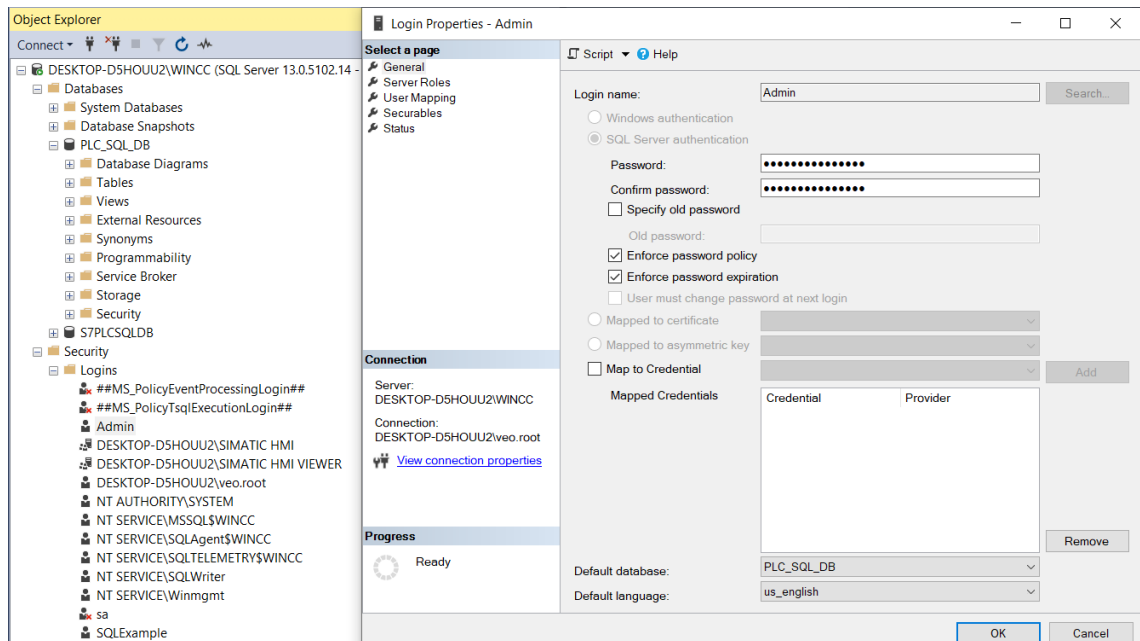 Object Explorer
Connect
DESKTOP-D5HOUU2\WINCC (SQL Server 13.0.5102.14 -
Databases
System Databases
Database Snapshots
PLC_SQL_DB
Database Diagrams
Tables
Views
External Resources
Synonyms
Programmability
Service Broker
Storage
Security
S7PLCSQLDB
Security
Logins
##MS_PolicyEventProcessingLogin##
##MS_PolicyTsqlExecutionLogin##
Admin
DESKTOP-D5HOUU2\SIMATIC HMI
DESKTOP-D5HOUU2\SIMATIC HMI VIEWER
DESKTOP-D5HOUU2\veo.root
NT AUTHORITY\SYSTEM
NT SERVICE\MSSQL$WINCC
NT SERVICE\SQLAgent$WINCC
NT SERVICE\SQLTELEMETRY$WINCC
NT SERVICE\SQLWriter
NT SERVICE\Winmgmt
sa
SQLExample
Login Properties - Admin
Select a page
General
Server Roles
User Mapping
Securables
Status
Connection
Server:
DESKTOP-D5HOUU2\WINCC
Connection:
DESKTOP-D5HOUU2\veo.root
View connection properties
Progress
Ready
Script Help
Login name: Admin Search...
Windows authentication
SQL Server authentication
Password: •••••••••••••••
Confirm password: •••••••••••••••
Specify old password
Old password:
Enforce password policy
Enforce password expiration
User must change password at next login
Mapped to certificate
Mapped to asymmetric key
Map to Credential Add
Mapped Credentials Credential Provider
Remove
Default database: PLC_SQL_DB
Default language: us_english
OK Cancel